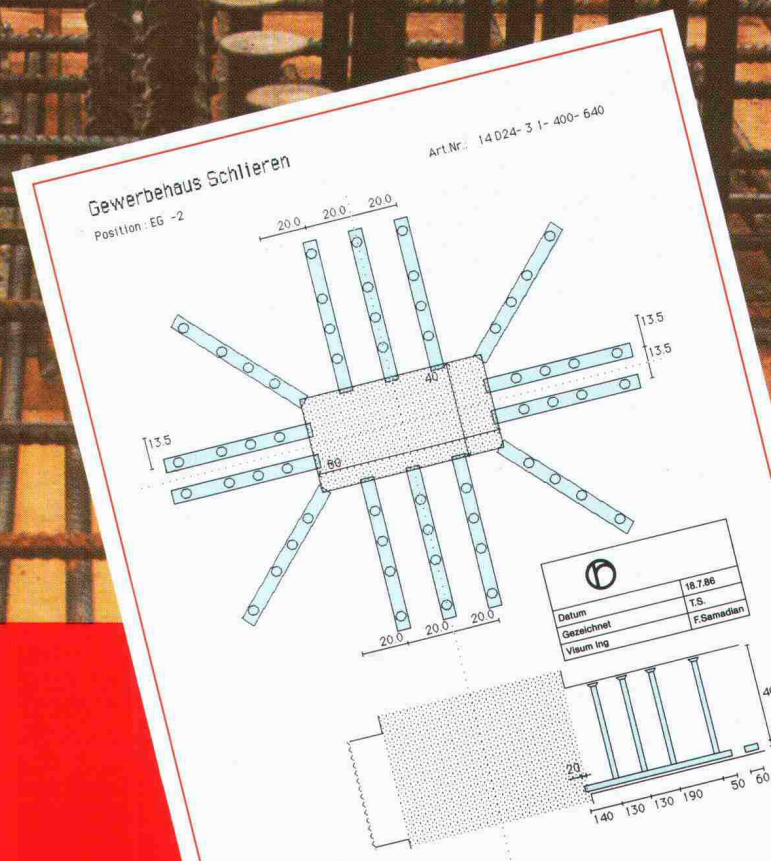 Gewerbehaus Schlieren
Position: EG -2
Art.Nr.: 14 D24- 3 1- 400- 640
20.0 20.0 20.0
13.5
13.5
40
13.5
80
20.0 20.0 20.0
Datum 18.7.86
Gezeichnet T.S.
Visum Ing F.Samadian
20
140 130 130 190 50 60